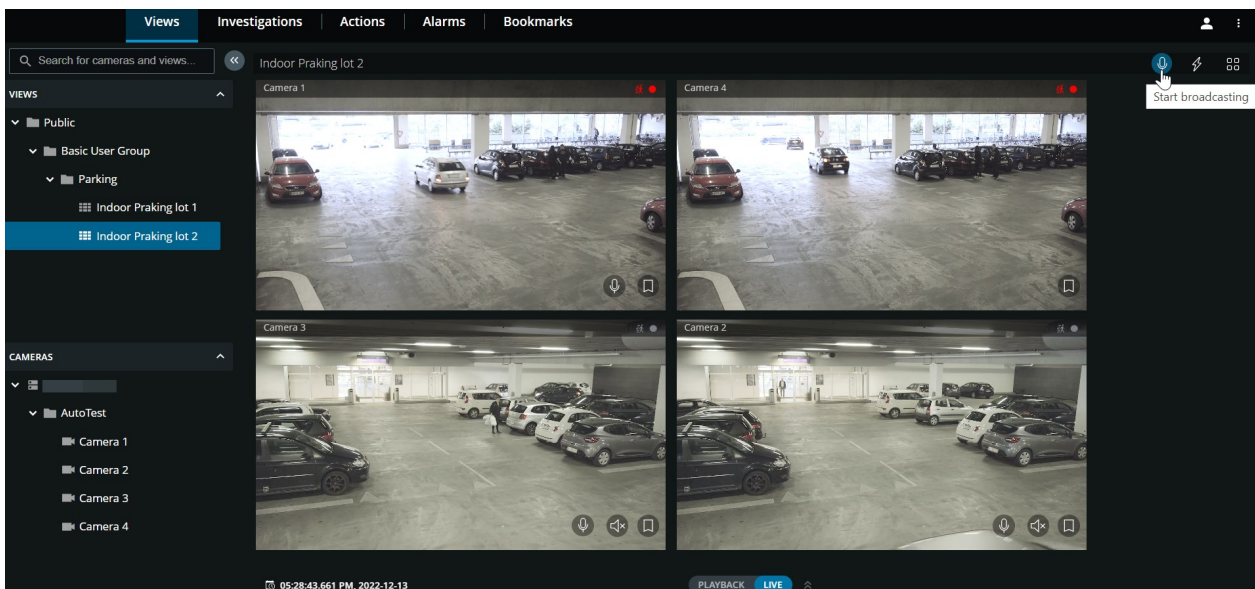 Views Investigations Actions Alarms Bookmarks
Search for cameras and views...
Indoor Praking lot 2
Start broadcasting
VIEWS
Public
Basic User Group
Parking
Indoor Praking lot 1
Indoor Praking lot 2
CAMERAS
AutoTest
Camera 1
Camera 2
Camera 3
Camera 4
Camera 1
Camera 4
Camera 3
Camera 2
05:28:43.661 PM, 2022-12-13
PLAYBACK LIVE